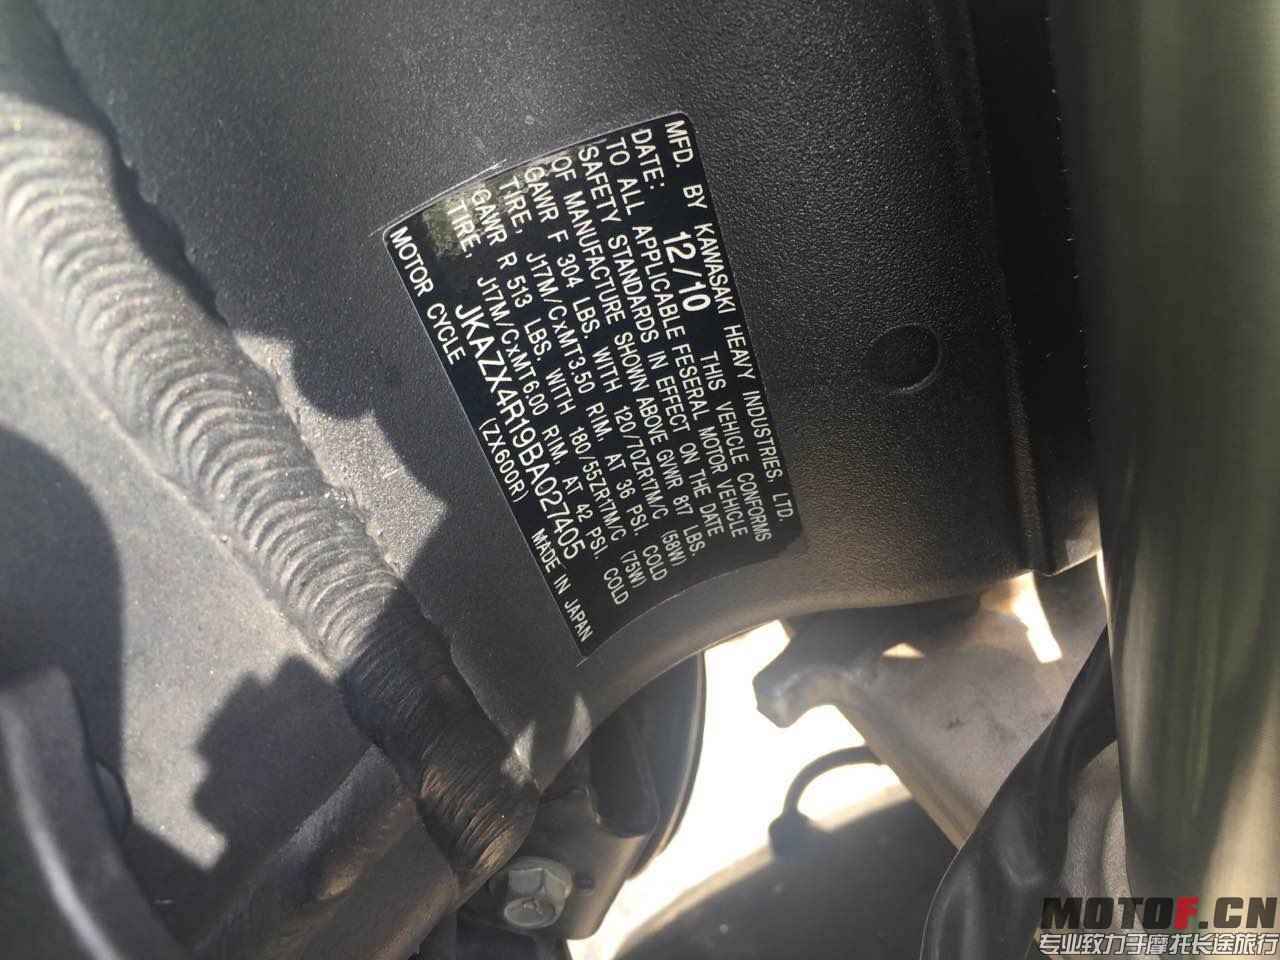 MFD. BY KAWASAKI HEAVY INDUSTRIES, LTD.
DATE: 12/10 THIS VEHICLE CONFORMS
TO ALL APPLICABLE FESERAL MOTOR VEHICLE
SAFETY STANDARDS IN EFFECT ON THE DATE
OF MANUFACTURE SHOWN ABOVE GVWR 817 LBS.
GAWR F 304 LBS. WITH 120/70ZR17M/C (58W)
TIRE, J17M/CxMT3.50 RIM, AT 36 PSI. COLD
GAWR R 513 LBS. WITH 180/55ZR17M/C (75W)
TIRE, J17M/CxMT6.00 RIM, AT 42 PSI. COLD
JKAZX4R19BA027405
MOTOR CYCLE (ZX600R) MADE IN JAPAN
MOTOF.CN
专业致力于摩托长途旅行